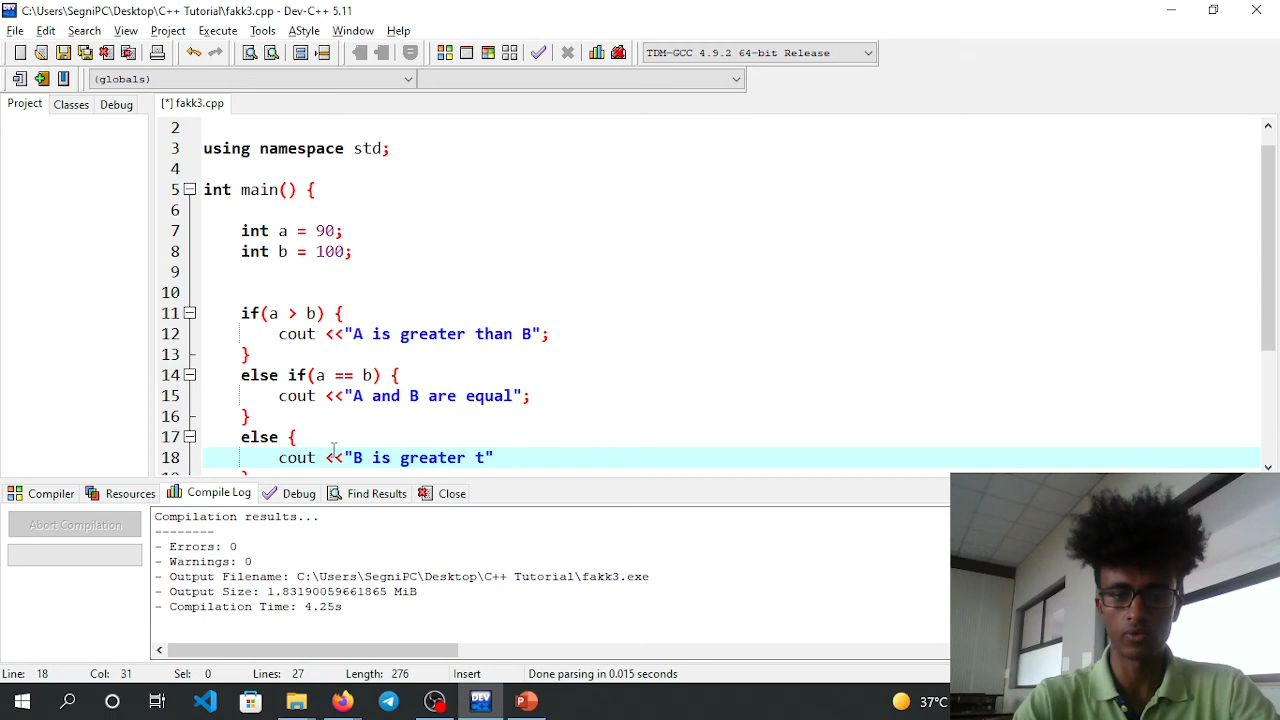 C:\Users\SegniPC\Desktop\C++ Tutorial\fakk3.cpp - Dev-C++ 5.11
File Edit Search View Project Execute Tools AStyle Window Help
TDM-GCC 4.9.2 64-bit Release
(globals)
Project Classes Debug [*] fakk3.cpp
2
3 using namespace std;
4
5 int main() {
6
7 int a = 90;
8 int b = 100;
9
10
11 if(a > b) {
12 cout <<"A is greater than B";
13 }
14 else if(a == b) {
15 cout <<"A and B are equal";
16 }
17 else {
18 cout <<"B is greater t"
Compiler Resources Compile Log Debug Find Results Close
Abort Compilation
Compilation results...
--------
- Errors: 0
- Warnings: 0
- Output Filename: C:\Users\SegniPC\Desktop\C++ Tutorial\fakk3.exe
- Output Size: 1.83190059661865 MiB
- Compilation Time: 4.25s
Line: 18 Col: 31 Sel: 0 Lines: 27 Length: 276 Insert Done parsing in 0.015 seconds
DEV
37°C